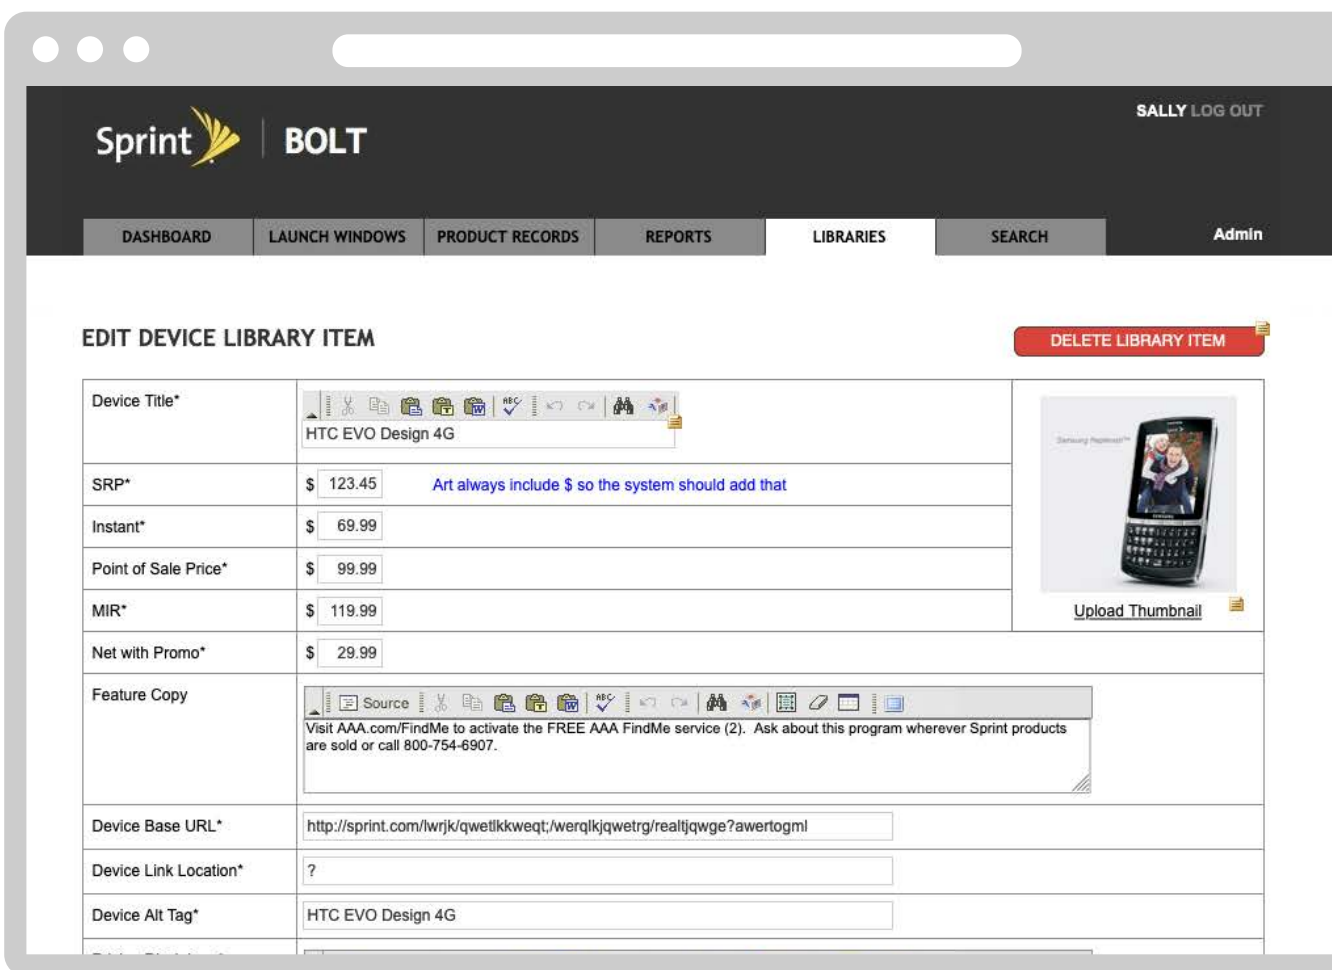 SALLY LOG OUT
Sprint BOLT
DASHBOARD LAUNCH WINDOWS PRODUCT RECORDS REPORTS LIBRARIES SEARCH Admin
EDIT DEVICE LIBRARY ITEM
DELETE LIBRARY ITEM
Device Title*
ABC
HTC EVO Design 4G
SRP* $ 123.45 Art always include $ so the system should add that
Instant* $ 69.99
Point of Sale Price* $ 99.99
MIR* $ 119.99
Upload Thumbnail
Net with Promo* $ 29.99
Feature Copy
Source ABC
Visit AAA.com/FindMe to activate the FREE AAA FindMe service (2). Ask about this program wherever Sprint products
are sold or call 800-754-6907.
Device Base URL* http://sprint.com/lwrjk/qwetlkkweqt;/werqlkjqwetrg/realtjqwge?awertogml
Device Link Location* ?
Device Alt Tag* HTC EVO Design 4G